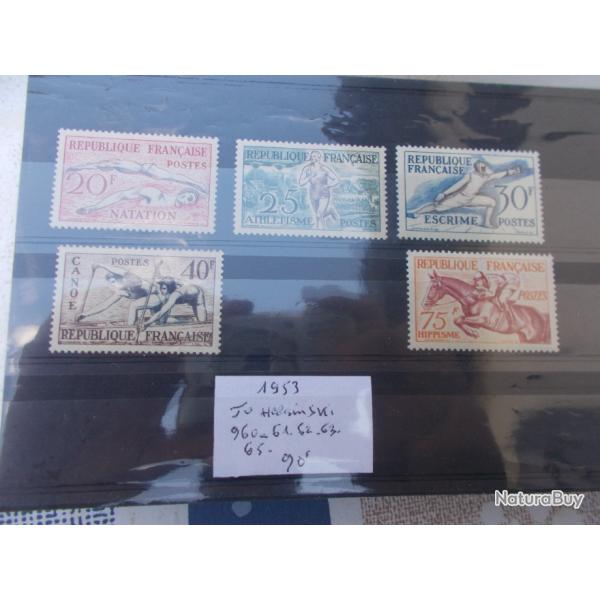 REPUBLIQUE FRANÇAISE
POSTES
20F
NATATION
REPUBLIQUE FRANÇAISE
25F
ATHLETISME POSTES
REPUBLIQUE
FRANÇAISE
30F
ESCRIME POSTES
CANOE
POSTES 40F
REPUBLIQUE FRANÇAISE
REPUBLIQUE FRANÇAISE
POSTES
75F
HIPPISME
1953
JO Helsinski
960-61-62-63-
65-
90F
NaturaBuy